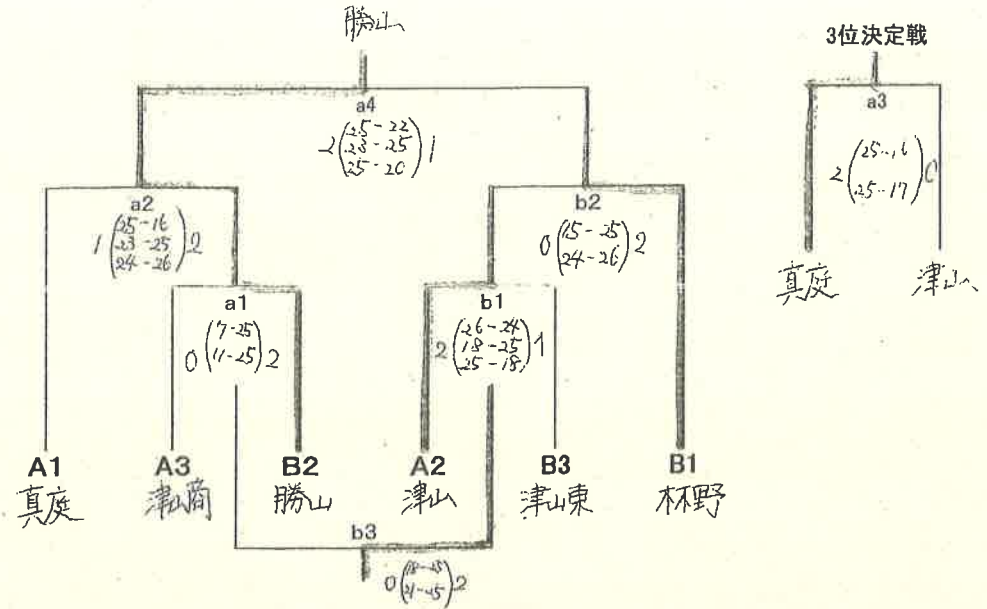 勝山
3位決定戦
a4
2 (25-22 23-25 25-20) 1
a3
2 (25-16 25-17) 0
真庭 津山
a2
1 (25-16 23-25 24-26) 2
b2
0 (15-25 24-26) 2
a1
0 (7-25 11-25) 2
b1
2 (26-24 18-25 25-18) 1
A1 A3 B2 A2 B3 B1
真庭 津山商 勝山 津山 津山東 林野
b3
0 2